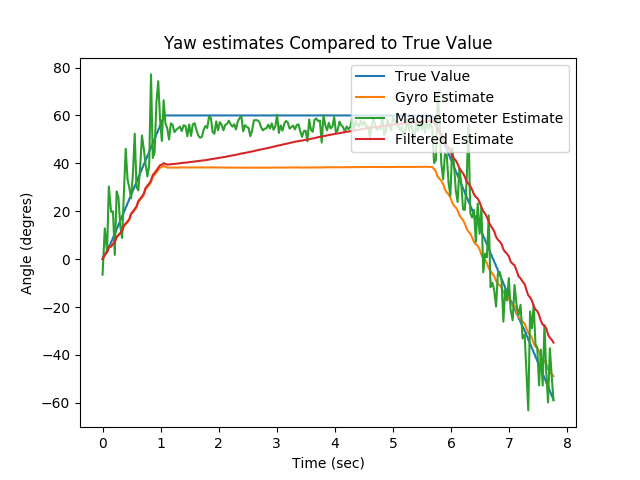 Yaw estimates Compared to True Value
True Value
Gyro Estimate
Magnetometer Estimate
Filtered Estimate
Angle (degres)
80
60
40
20
0
−20
−40
−60
0 1 2 3 4 5 6 7 8
Time (sec)